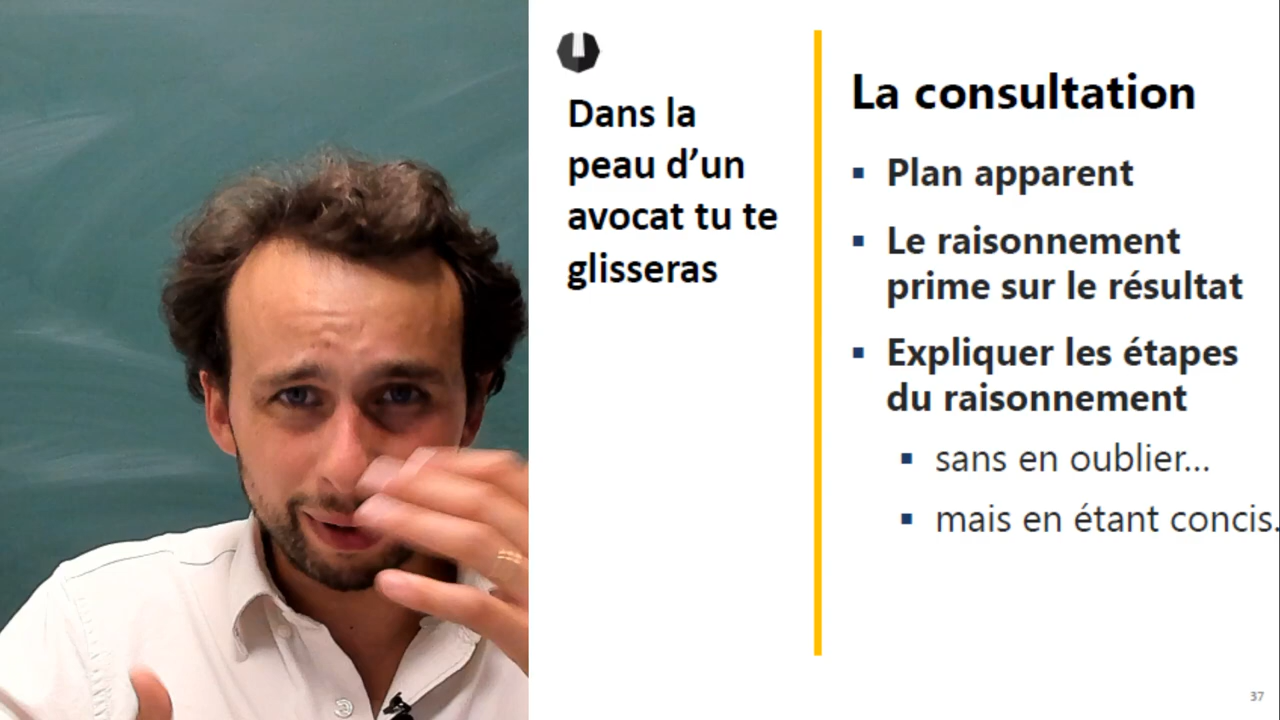 Dans la
peau d’un
avocat tu te
glisseras
La consultation
▪ Plan apparent
▪ Le raisonnement
prime sur le résultat
▪ Expliquer les étapes
du raisonnement
▪ sans en oublier…
▪ mais en étant concis.
37